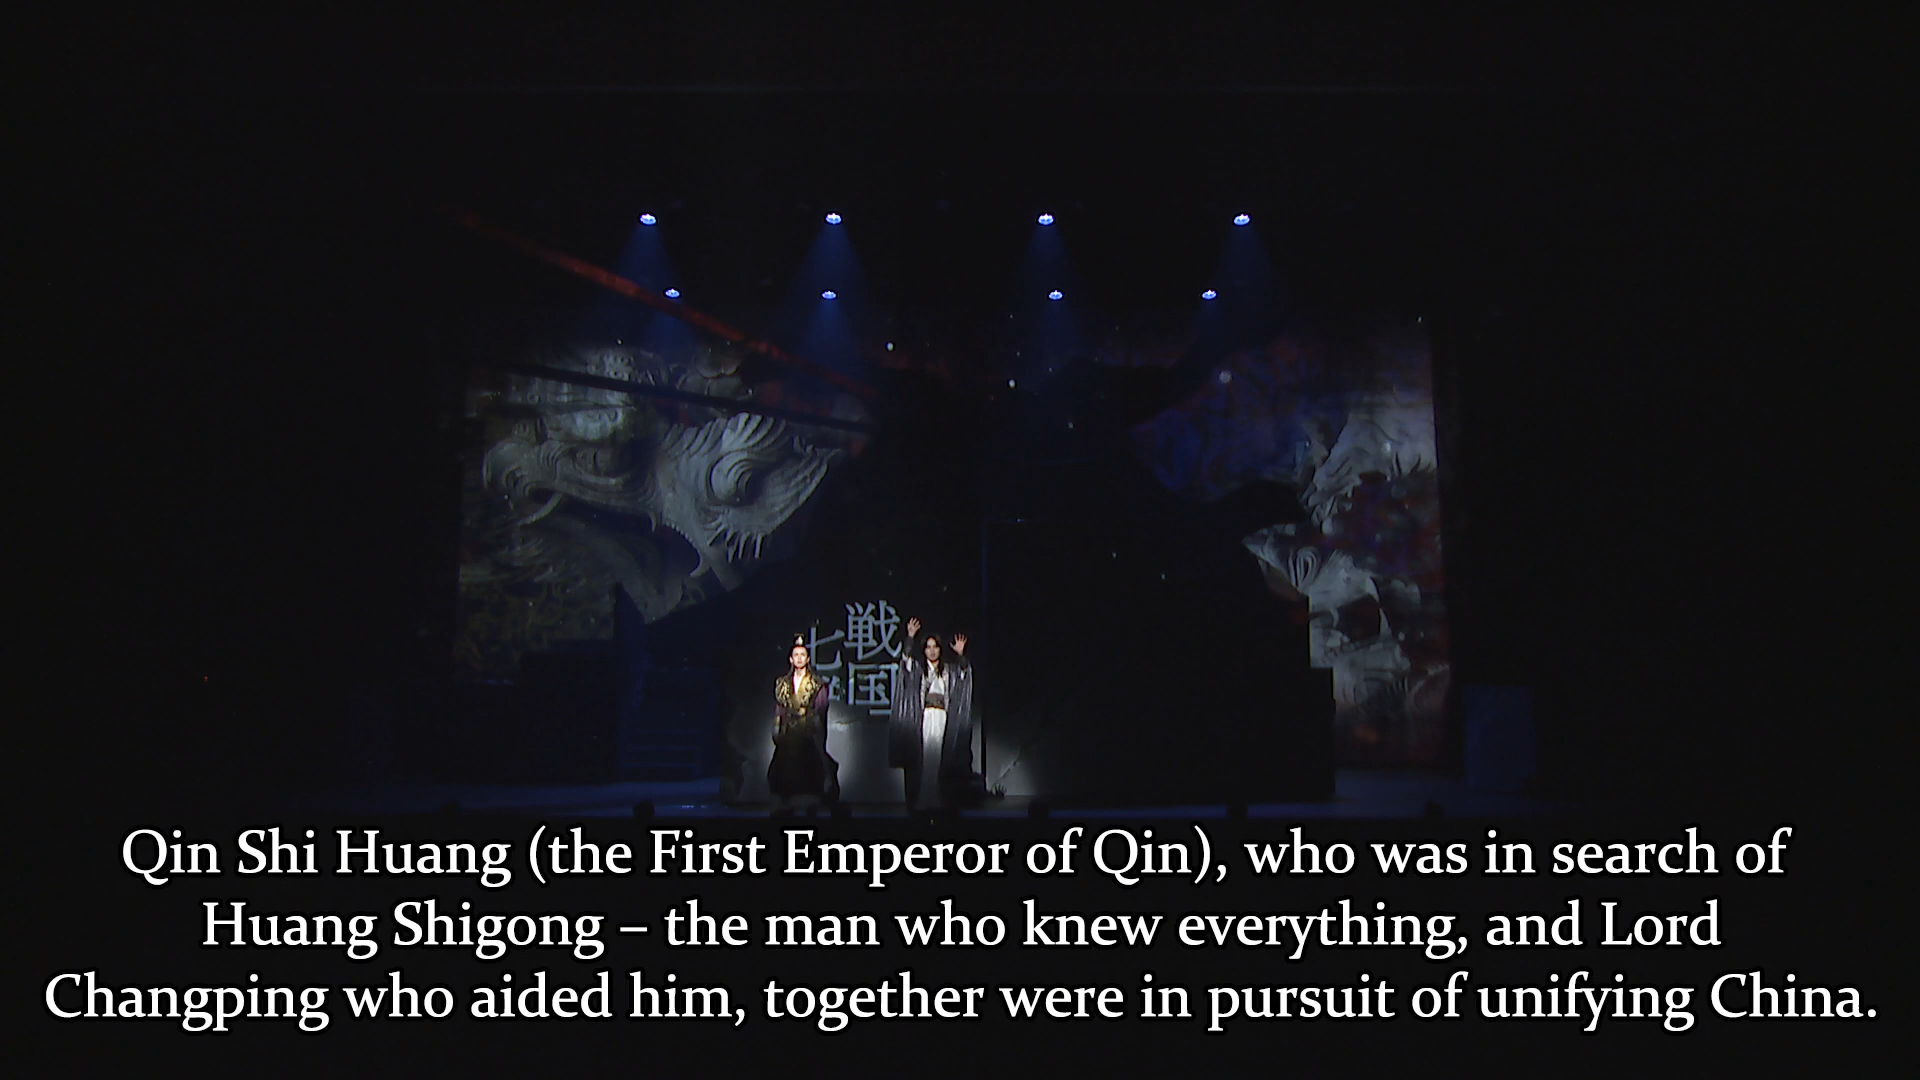 戦国
七雄
Qin Shi Huang (the First Emperor of Qin), who was in search of
Huang Shigong – the man who knew everything, and Lord
Changping who aided him, together were in pursuit of unifying China.